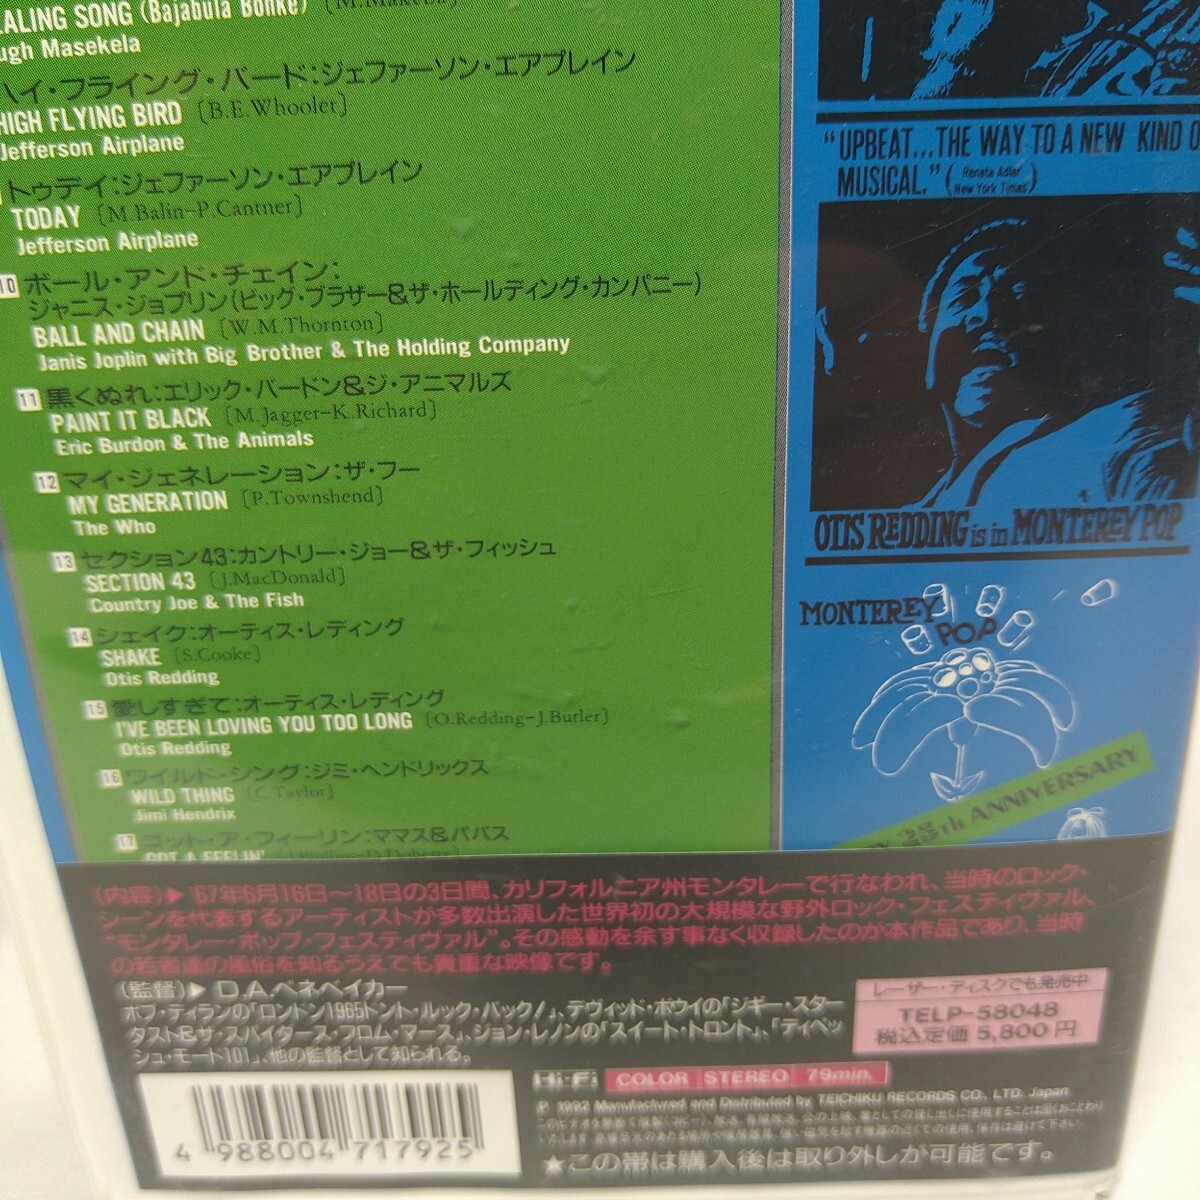 EALING SONG (Bajabula Bonke) [M.Makeba]
ugh Masekela
ハイ・フライング・バード:ジェファーソン・エアプレイン
HIGH FLYING BIRD [B.E.Whooler]
Jefferson Airplane
トゥデイ:ジェファーソン・エアプレイン
TODAY [M.Balin-P.Cantner]
Jefferson Airplane
10 ボール・アンド・チェイン:
ジャニス・ジョプリン(ビッグ・ブラザー&ザ・ホールディング・カンパニー)
BALL AND CHAIN [W.M.Thornton]
Janis Joplin with Big Brother & The Holding Company
11 黒くぬれ:エリック・バードン&ジ・アニマルズ
PAINT IT BLACK [M.Jagger-K.Richard]
Eric Burdon & The Animals
12 マイ・ジェネレーション:ザ・フー
MY GENERATION [P.Townshend]
The Who
13 セクション43:カントリー・ジョー&ザ・フィッシュ
SECTION 43 [J.MacDonald]
Country Joe & The Fish
14 シェイク:オーティス・レディング
SHAKE [S.Cooke]
Otis Redding
15 愛しすぎて:オーティス・レディング
I'VE BEEN LOVING YOU TOO LONG [O.Redding-J.Butler]
Otis Redding
16 ワイルド・シング:ジミ・ヘンドリックス
WILD THING [C.Taylor]
Jimi Hendrix
17 ゴット・ア・フィーリン:ママス&パパス
GOT A FEELIN'
"UPBEAT...THE WAY TO A NEW KIND O
MUSICAL." (Renata Adler New York Times)
OTIS REDDING is in MONTEREY POP
MONTEREY
POP
25th ANNIVERSARY
(内容)▶'67年6月16日〜18日の3日間、カリフォルニア州モンタレーで行なわれ、当時のロック・
シーンを代表するアーティストが多数出演した世界初の大規模な野外ロック・フェスティヴァル、
"モンタレー・ポップ・フェスティヴァル"。その感動を余す事なく収録したのが本作品であり、当時
の若者達の風俗を知るうえでも貴重な映像です。
(監督)▶D.A.ペネベイカー
ボブ・ディランの「ロンドン1965ドント・ルック・バック!」、デヴィッド・ボウイの「ジギー・スター
ダスト&ザ・スパイダース・フロム・マース」、ジョン・レノンの「スイート・トロント」、「ディペッ
シュ・モード101」、他の監督として知られる。
レーザー・ディスクでも発売中
TELP-58048
税込定価5,800円
Hi-Fi COLOR STEREO 79min.
℗ 1992 Manufactured and Distributed by TEICHIKU RECORDS CO., LTD. Japan
4 988004 717925
★この帯は購入後は取り外しが可能です。